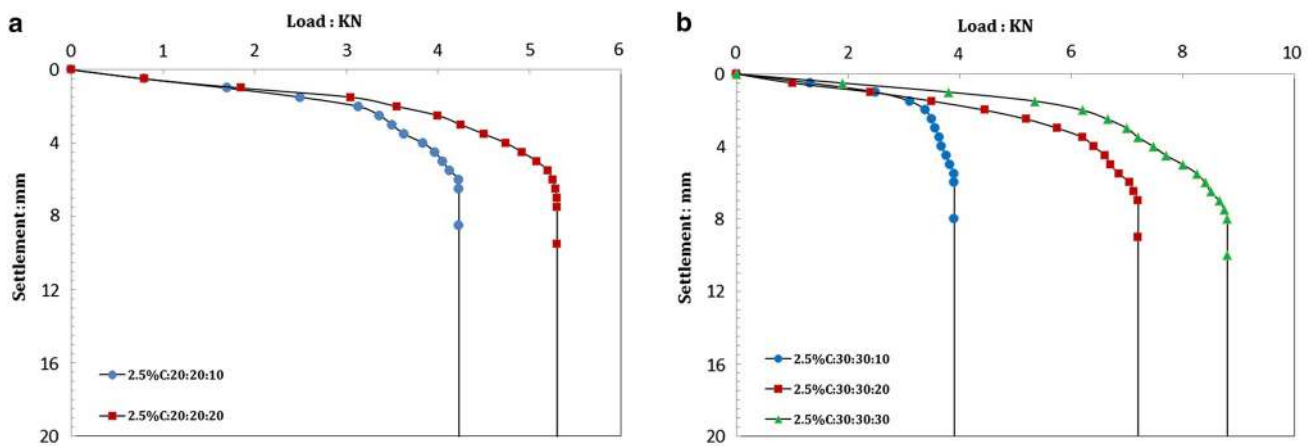 a
Load : KN
0 1 2 3 4 5 6
0
4
8
12
16
20
Settlement : mm
2.5%C:20:20:10
2.5%C:20:20:20
b
Load : KN
0 2 4 6 8 10
0
4
8
12
16
20
Settlement : mm
2.5%C:30:30:10
2.5%C:30:30:20
2.5%C:30:30:30